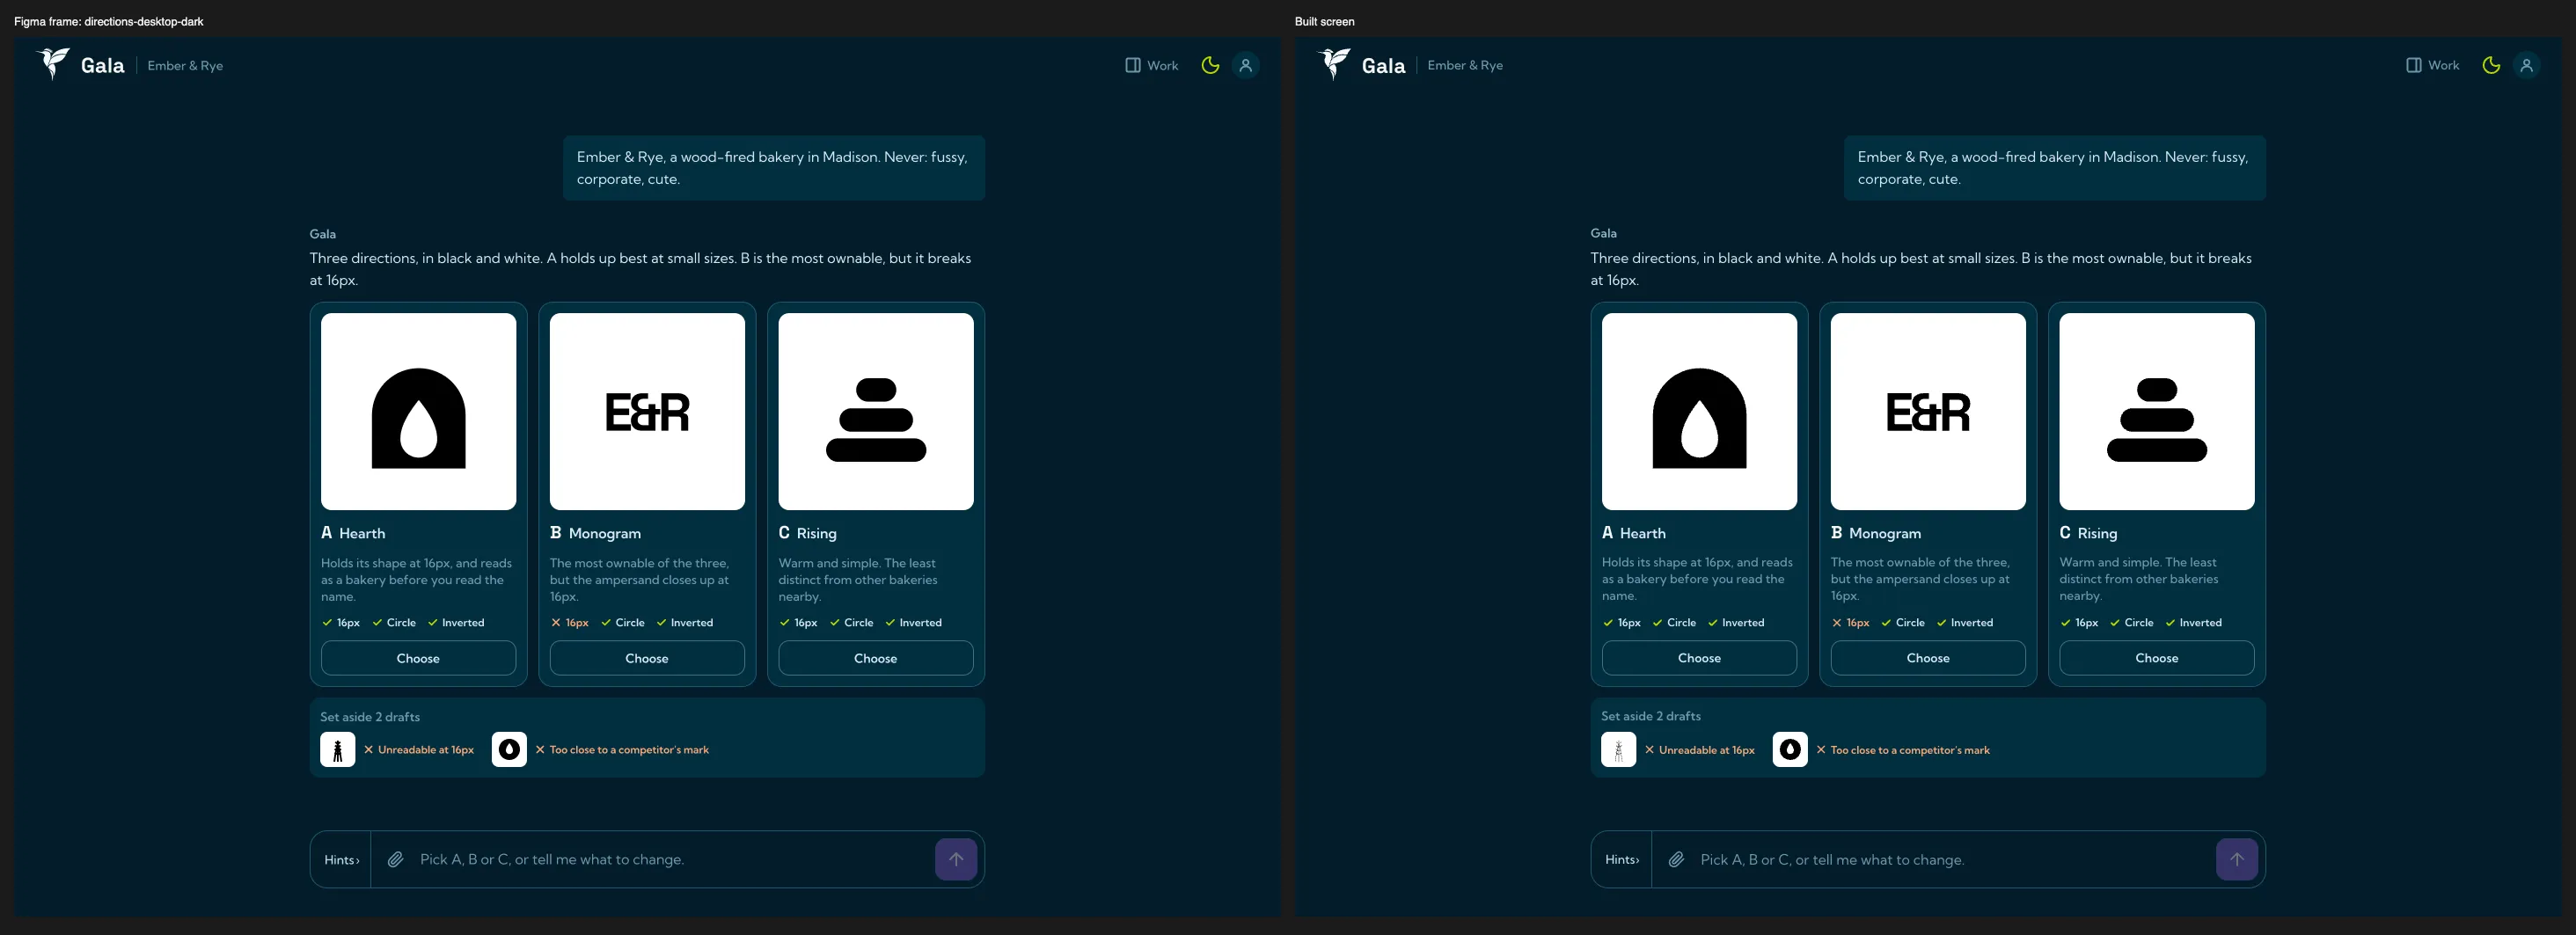 Figma frame: directions-desktop-dark
Gala
Ember & Rye
Work
Ember & Rye, a wood-fired bakery in Madison. Never: fussy,
corporate, cute.
Gala
Three directions, in black and white. A holds up best at small sizes. B is the most ownable, but it breaks
at 16px.
E&R
A Hearth
Holds its shape at 16px, and reads
as a bakery before you read the
name.
16px Circle Inverted
Choose
B Monogram
The most ownable of the three,
but the ampersand closes up at
16px.
16px Circle Inverted
Choose
C Rising
Warm and simple. The least
distinct from other bakeries
nearby.
16px Circle Inverted
Choose
Set aside 2 drafts
Unreadable at 16px
Too close to a competitor's mark
Hints›
Pick A, B or C, or tell me what to change.
Built screen
Gala
Ember & Rye
Work
Ember & Rye, a wood-fired bakery in Madison. Never: fussy,
corporate, cute.
Gala
Three directions, in black and white. A holds up best at small sizes. B is the most ownable, but it breaks
at 16px.
E&R
A Hearth
Holds its shape at 16px, and reads
as a bakery before you read the
name.
16px Circle Inverted
Choose
B Monogram
The most ownable of the three,
but the ampersand closes up at
16px.
16px Circle Inverted
Choose
C Rising
Warm and simple. The least
distinct from other bakeries
nearby.
16px Circle Inverted
Choose
Set aside 2 drafts
Unreadable at 16px
Too close to a competitor's mark
Hints›
Pick A, B or C, or tell me what to change.